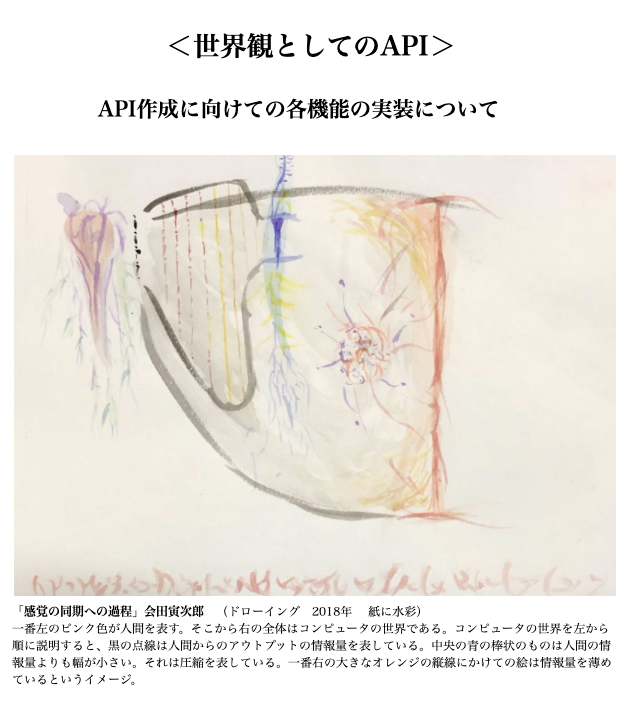 ＜世界観としてのAPI＞
API作成に向けての各機能の実装について
「感覚の同期への過程」会田寅次郎　（ドローイング　2018年　紙に水彩）
一番左のピンク色が人間を表す。そこから右の全体はコンピュータの世界である。コンピュータの世界を左から
順に説明すると、黒の点線は人間からのアウトプットの情報量を表している。中央の青の棒状のものは人間の情
報量よりも幅が小さい。それは圧縮を表している。一番右の大きなオレンジの縦線にかけての絵は情報量を薄め
ているというイメージ。